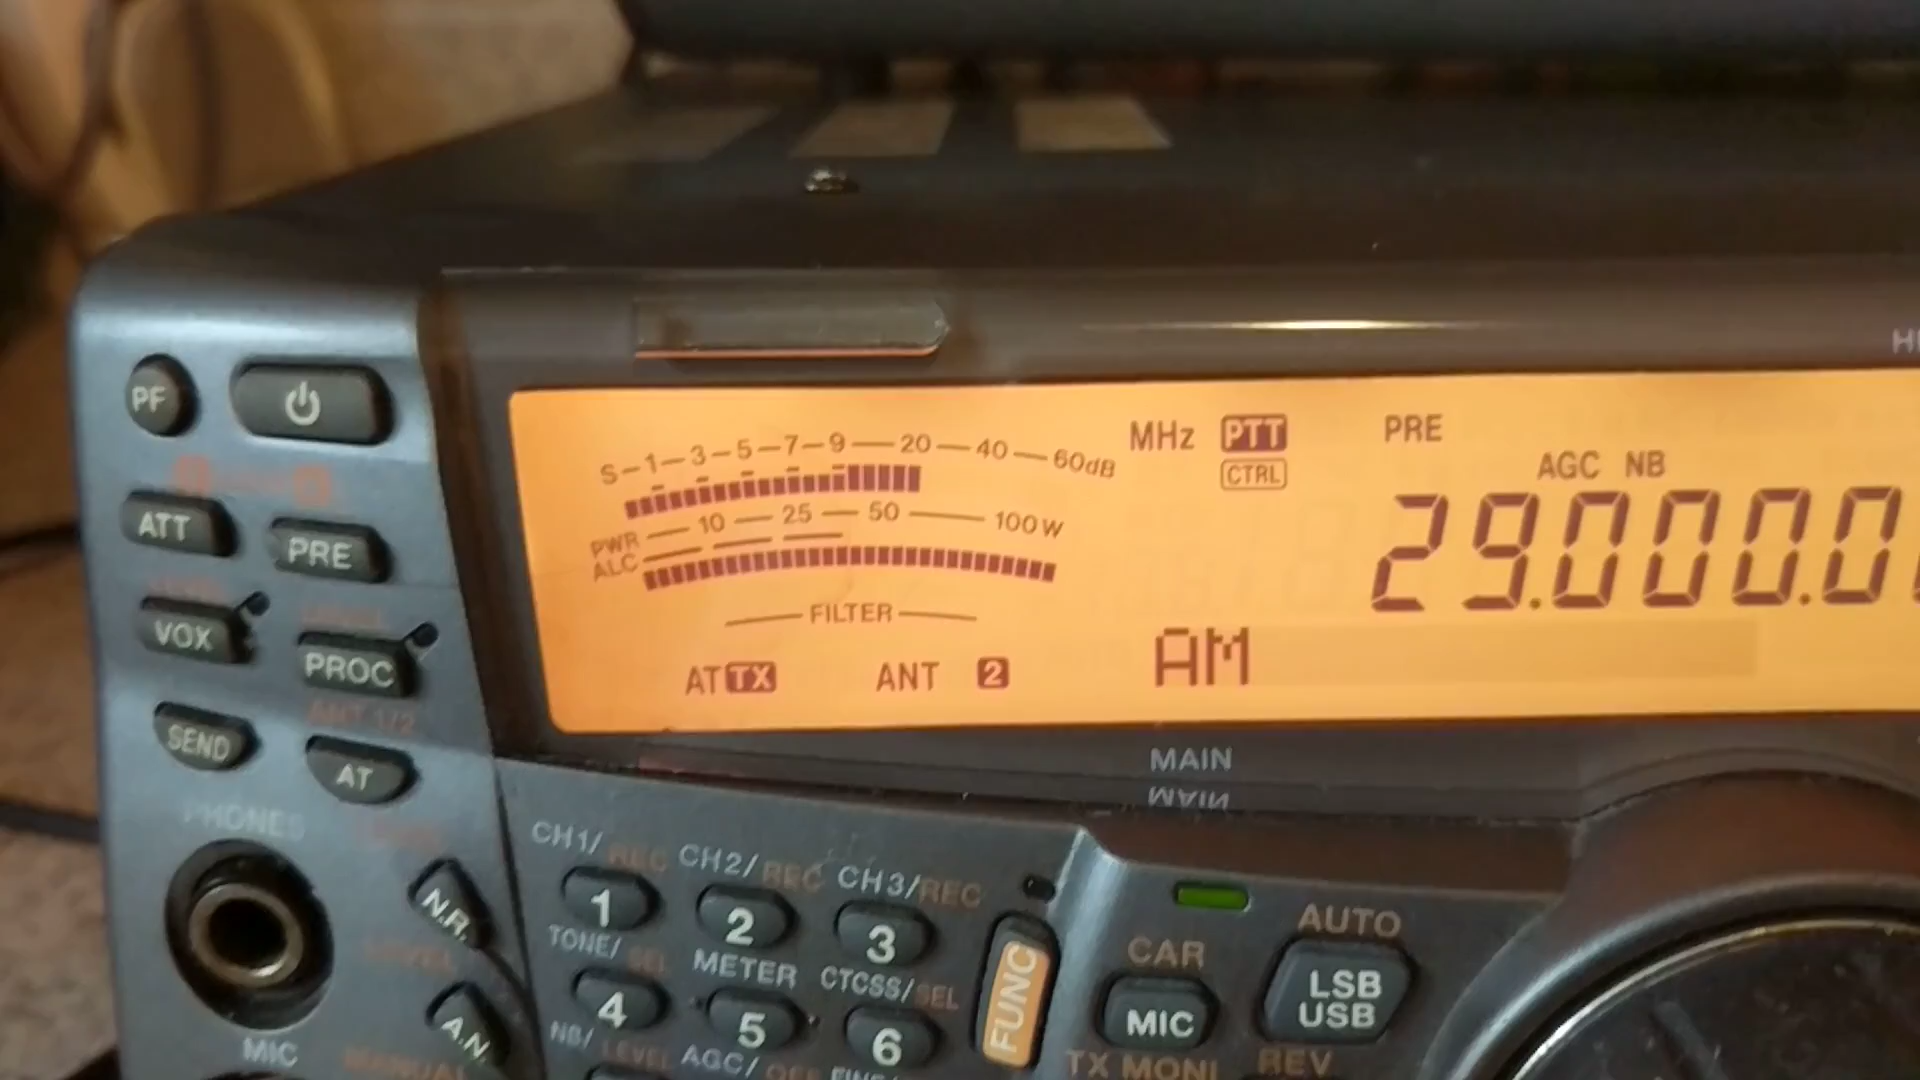 PF
ATT
PRE
VOX
PROC
ANT 1/2
SEND
AT
PHONES
N.R.
A.N.
MIC
MANUAL
S-1-3-5-7-9-20-40-60dB
PWR 10 25 50 100W
ALC
FILTER
AT TX ANT 2
MHz PTT PRE
CTRL
AGC NB
29.000.0
AM
MAIN
CH1/REC CH2/REC CH3/REC
1 2 3
TONE/SEL METER CTCSS/SEL
4 5 6
NB/LEVEL AGC/OFF
FUNC
CAR AUTO
MIC LSB
USB
TX MONI REV